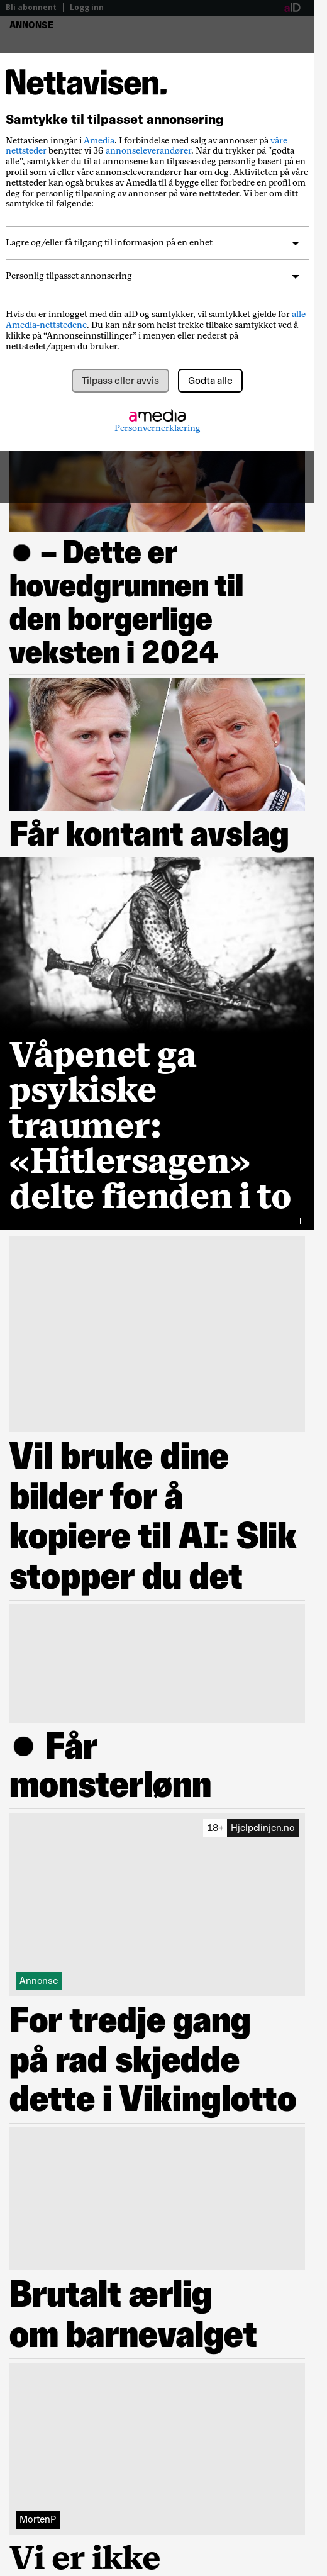 Bli abonnent | Logg inn aID
ANNONSE
Nettavisen.
Samtykke til tilpasset annonsering
Nettavisen inngår i Amedia. I forbindelse med salg av annonser på våre
nettsteder benytter vi 36 annonseleverandører. Når du trykker på "godta
alle", samtykker du til at annonsene kan tilpasses deg personlig basert på en
profil som vi eller våre annonseleverandører har om deg. Aktiviteten på våre
nettsteder kan også brukes av Amedia til å bygge eller forbedre en profil om
deg for personlig tilpasning av annonser på våre nettsteder. Vi ber om ditt
samtykke til følgende:
Lagre og/eller få tilgang til informasjon på en enhet
Personlig tilpasset annonsering
Hvis du er innlogget med din aID og samtykker, vil samtykket gjelde for alle
Amedia-nettstedene. Du kan når som helst trekke tilbake samtykket ved å
klikke på "Annonseinnstillinger" i menyen eller nederst på
nettstedet/appen du bruker.
Tilpass eller avvis Godta alle
amedia
Personvernerklæring
● – Dette er
hovedgrunnen til
den borgerlige
veksten i 2024
Får kontant avslag
Våpenet ga
psykiske
traumer:
«Hitlersagen»
delte fienden i to
+
Vil bruke dine
bilder for å
kopiere til AI: Slik
stopper du det
● Får
monsterlønn
18+ Hjelpelinjen.no
Annonse
For tredje gang
på rad skjedde
dette i Vikinglotto
Brutalt ærlig
om barnevalget
MortenP
Vi er ikke